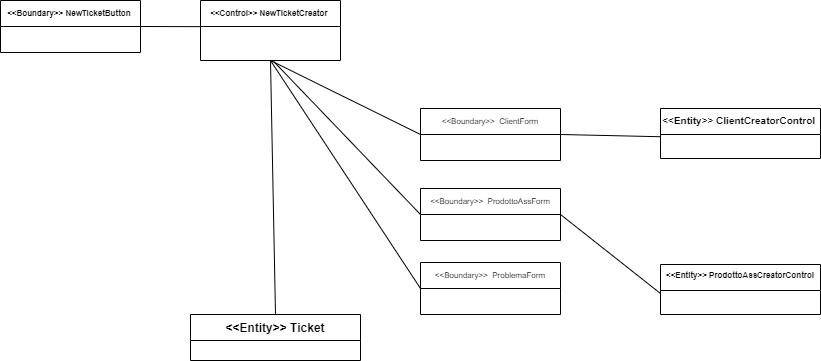 <<Boundary>> NewTicketButton
<<Control>> NewTicketCreator
<<Boundary>> ClientForm
<<Entity>> ClientCreatorControl
<<Boundary>> ProdottoAssForm
<<Boundary>> ProblemaForm
<<Entity>> ProdottoAssCreatorControl
<<Entity>> Ticket